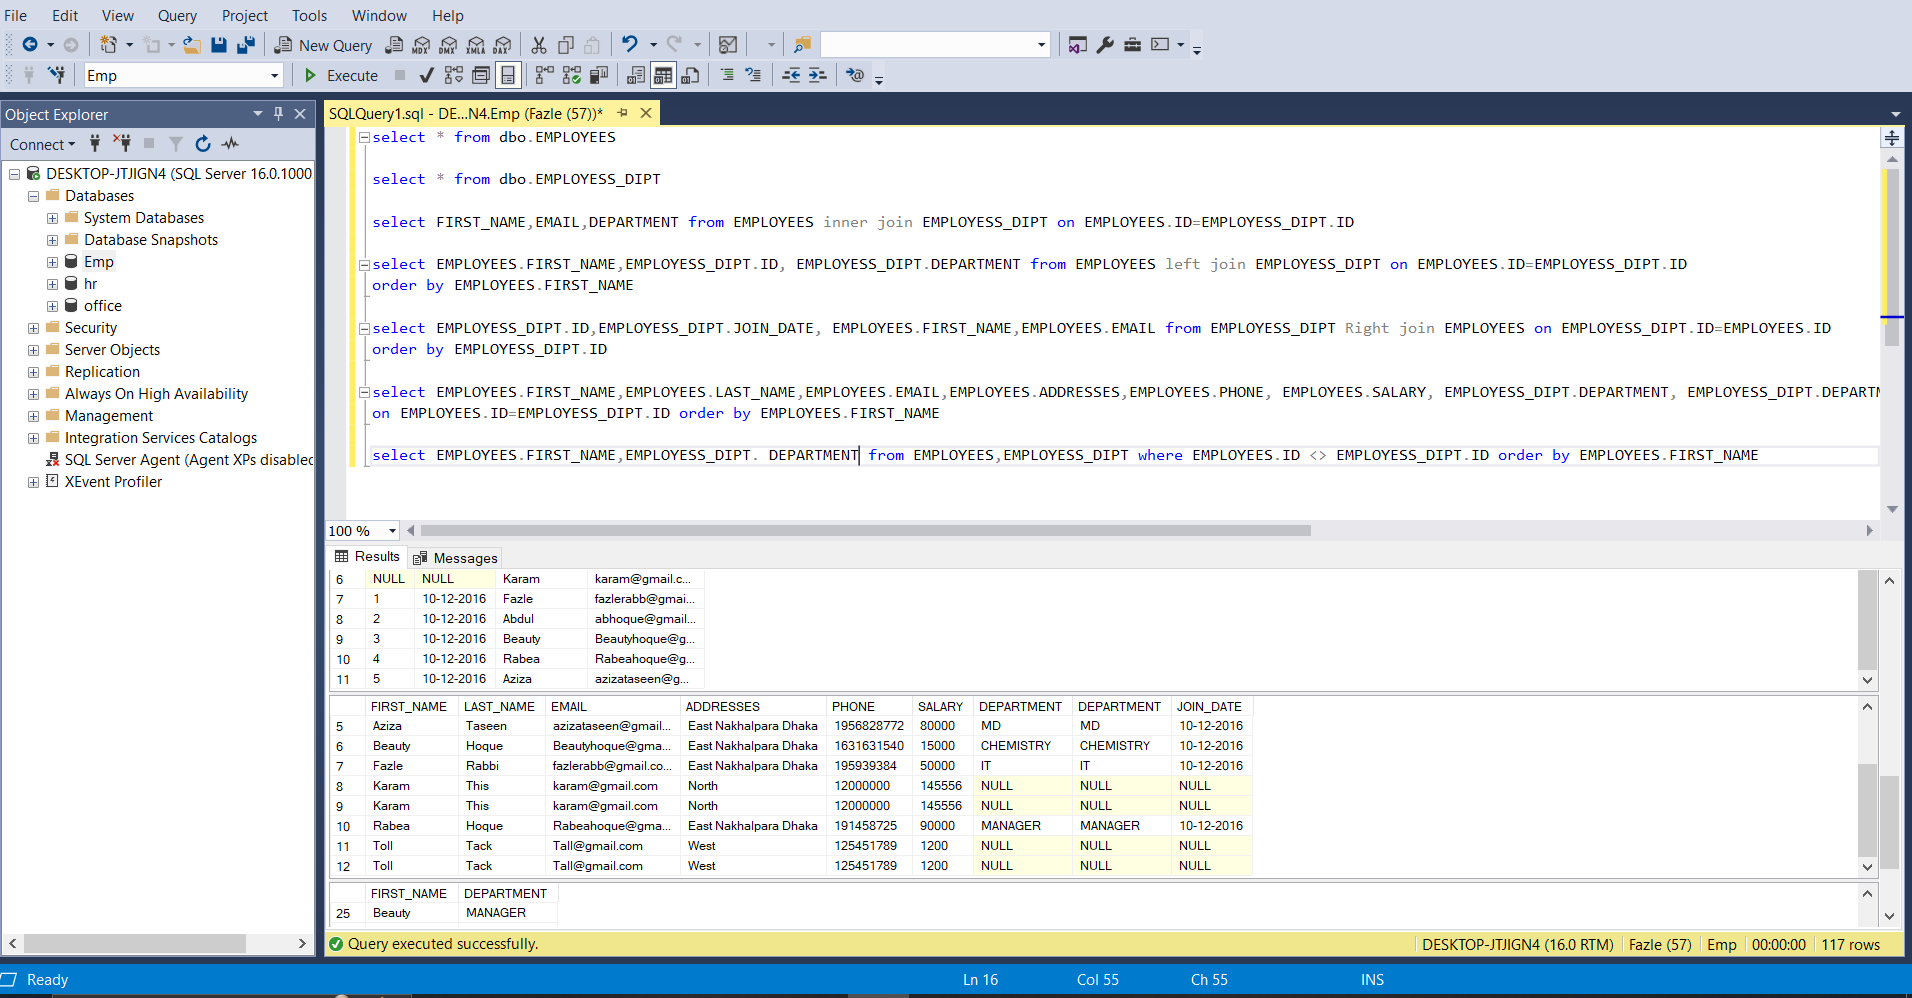 File Edit View Query Project Tools Window Help
New Query MDX DMX XMLA DAX
Emp Execute
Object Explorer
SQLQuery1.sql - DE...N4.Emp (Fazle (57))*
Connect
DESKTOP-JTJIGN4 (SQL Server 16.0.1000
Databases
System Databases
Database Snapshots
Emp
hr
office
Security
Server Objects
Replication
Always On High Availability
Management
Integration Services Catalogs
SQL Server Agent (Agent XPs disabled
XEvent Profiler
select * from dbo.EMPLOYEES
select * from dbo.EMPLOYESS_DIPT
select FIRST_NAME,EMAIL,DEPARTMENT from EMPLOYEES inner join EMPLOYESS_DIPT on EMPLOYEES.ID=EMPLOYESS_DIPT.ID
select EMPLOYEES.FIRST_NAME,EMPLOYESS_DIPT.ID, EMPLOYESS_DIPT.DEPARTMENT from EMPLOYEES left join EMPLOYESS_DIPT on EMPLOYEES.ID=EMPLOYESS_DIPT.ID
order by EMPLOYEES.FIRST_NAME
select EMPLOYESS_DIPT.ID,EMPLOYESS_DIPT.JOIN_DATE, EMPLOYEES.FIRST_NAME,EMPLOYEES.EMAIL from EMPLOYESS_DIPT Right join EMPLOYEES on EMPLOYESS_DIPT.ID=EMPLOYEES.ID
order by EMPLOYESS_DIPT.ID
select EMPLOYEES.FIRST_NAME,EMPLOYEES.LAST_NAME,EMPLOYEES.EMAIL,EMPLOYEES.ADDRESSES,EMPLOYEES.PHONE, EMPLOYEES.SALARY, EMPLOYESS_DIPT.DEPARTMENT, EMPLOYESS_DIPT.DEPARTM
on EMPLOYEES.ID=EMPLOYESS_DIPT.ID order by EMPLOYEES.FIRST_NAME
select EMPLOYEES.FIRST_NAME,EMPLOYESS_DIPT. DEPARTMENT from EMPLOYEES,EMPLOYESS_DIPT where EMPLOYEES.ID <> EMPLOYESS_DIPT.ID order by EMPLOYEES.FIRST_NAME
100 %
Results Messages
6 NULL NULL Karam karam@gmail.c...
7 1 10-12-2016 Fazle fazlerabb@gmai...
8 2 10-12-2016 Abdul abhoque@gmail...
9 3 10-12-2016 Beauty Beautyhoque@g...
10 4 10-12-2016 Rabea Rabeahoque@g...
11 5 10-12-2016 Aziza azizataseen@g...
FIRST_NAME LAST_NAME EMAIL ADDRESSES PHONE SALARY DEPARTMENT DEPARTMENT JOIN_DATE
5 Aziza Taseen azizataseen@gmail... East Nakhalpara Dhaka 1956828772 80000 MD MD 10-12-2016
6 Beauty Hoque Beautyhoque@gma... East Nakhalpara Dhaka 1631631540 15000 CHEMISTRY CHEMISTRY 10-12-2016
7 Fazle Rabbi fazlerabb@gmail.co... East Nakhalpara Dhaka 195939384 50000 IT IT 10-12-2016
8 Karam This karam@gmail.com North 12000000 145556 NULL NULL NULL
9 Karam This karam@gmail.com North 12000000 145556 NULL NULL NULL
10 Rabea Hoque Rabeahoque@gma... East Nakhalpara Dhaka 191458725 90000 MANAGER MANAGER 10-12-2016
11 Toll Tack Tall@gmail.com West 125451789 1200 NULL NULL NULL
12 Toll Tack Tall@gmail.com West 125451789 1200 NULL NULL NULL
FIRST_NAME DEPARTMENT
25 Beauty MANAGER
Query executed successfully. DESKTOP-JTJIGN4 (16.0 RTM) Fazle (57) Emp 00:00:00 117 rows
Ready Ln 16 Col 55 Ch 55 INS